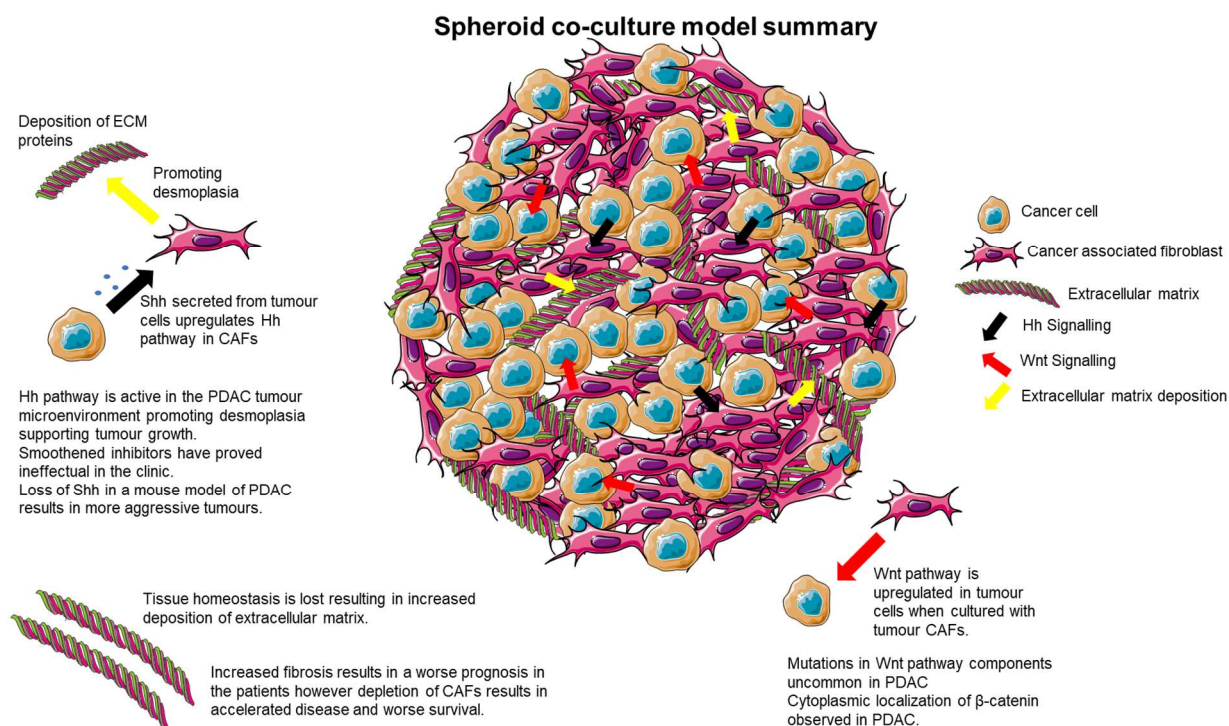 Spheroid co-culture model summary
Deposition of ECM
proteins
Promoting
desmoplasia
Shh secreted from tumour
cells upregulates Hh
pathway in CAFs
Hh pathway is active in the PDAC tumour
microenvironment promoting desmoplasia
supporting tumour growth.
Smoothened inhibitors have proved
ineffectual in the clinic.
Loss of Shh in a mouse model of PDAC
results in more aggressive tumours.
Cancer cell
Cancer associated fibroblast
Extracellular matrix
Hh Signalling
Wnt Signalling
Extracellular matrix deposition
Tissue homeostasis is lost resulting in increased
deposition of extracellular matrix.
Increased fibrosis results in a worse prognosis in
the patients however depletion of CAFs results in
accelerated disease and worse survival.
Wnt pathway is
upregulated in tumour
cells when cultured with
tumour CAFs.
Mutations in Wnt pathway components
uncommon in PDAC
Cytoplasmic localization of β-catenin
observed in PDAC.